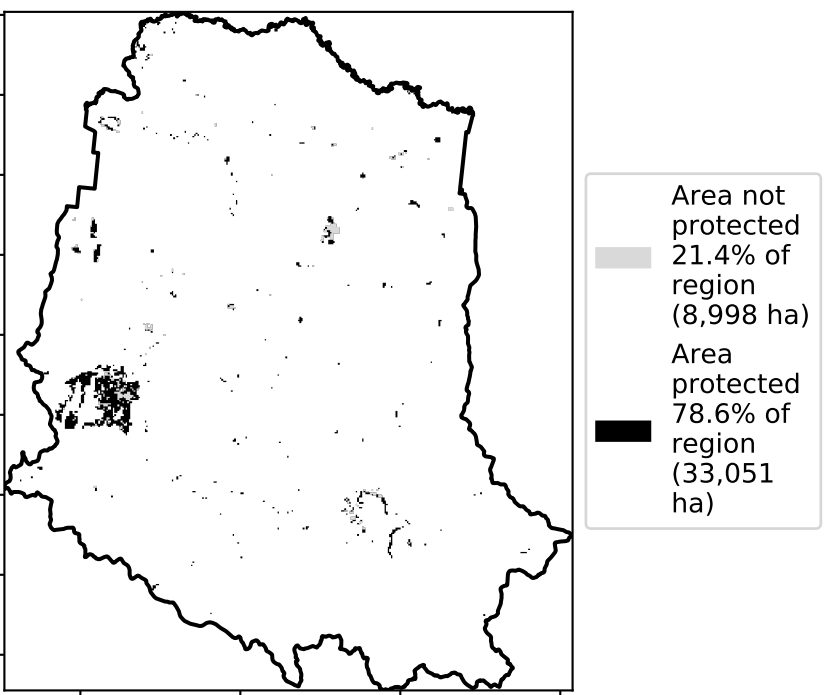 Area not
protected
21.4% of
region
(8,998 ha)
Area
protected
78.6% of
region
(33,051
ha)